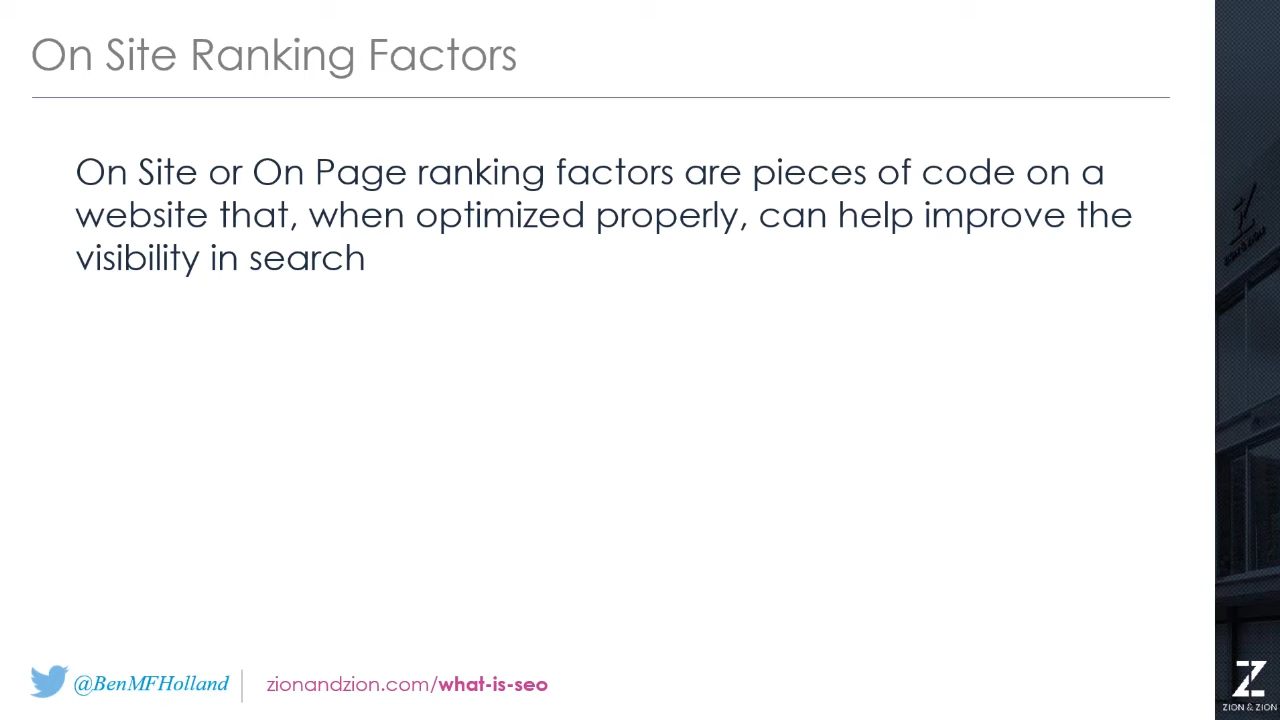 On Site Ranking Factors
On Site or On Page ranking factors are pieces of code on a
website that, when optimized properly, can help improve the
visibility in search
@BenMFHolland
zionandzion.com/what-is-seo
ZION & ZION